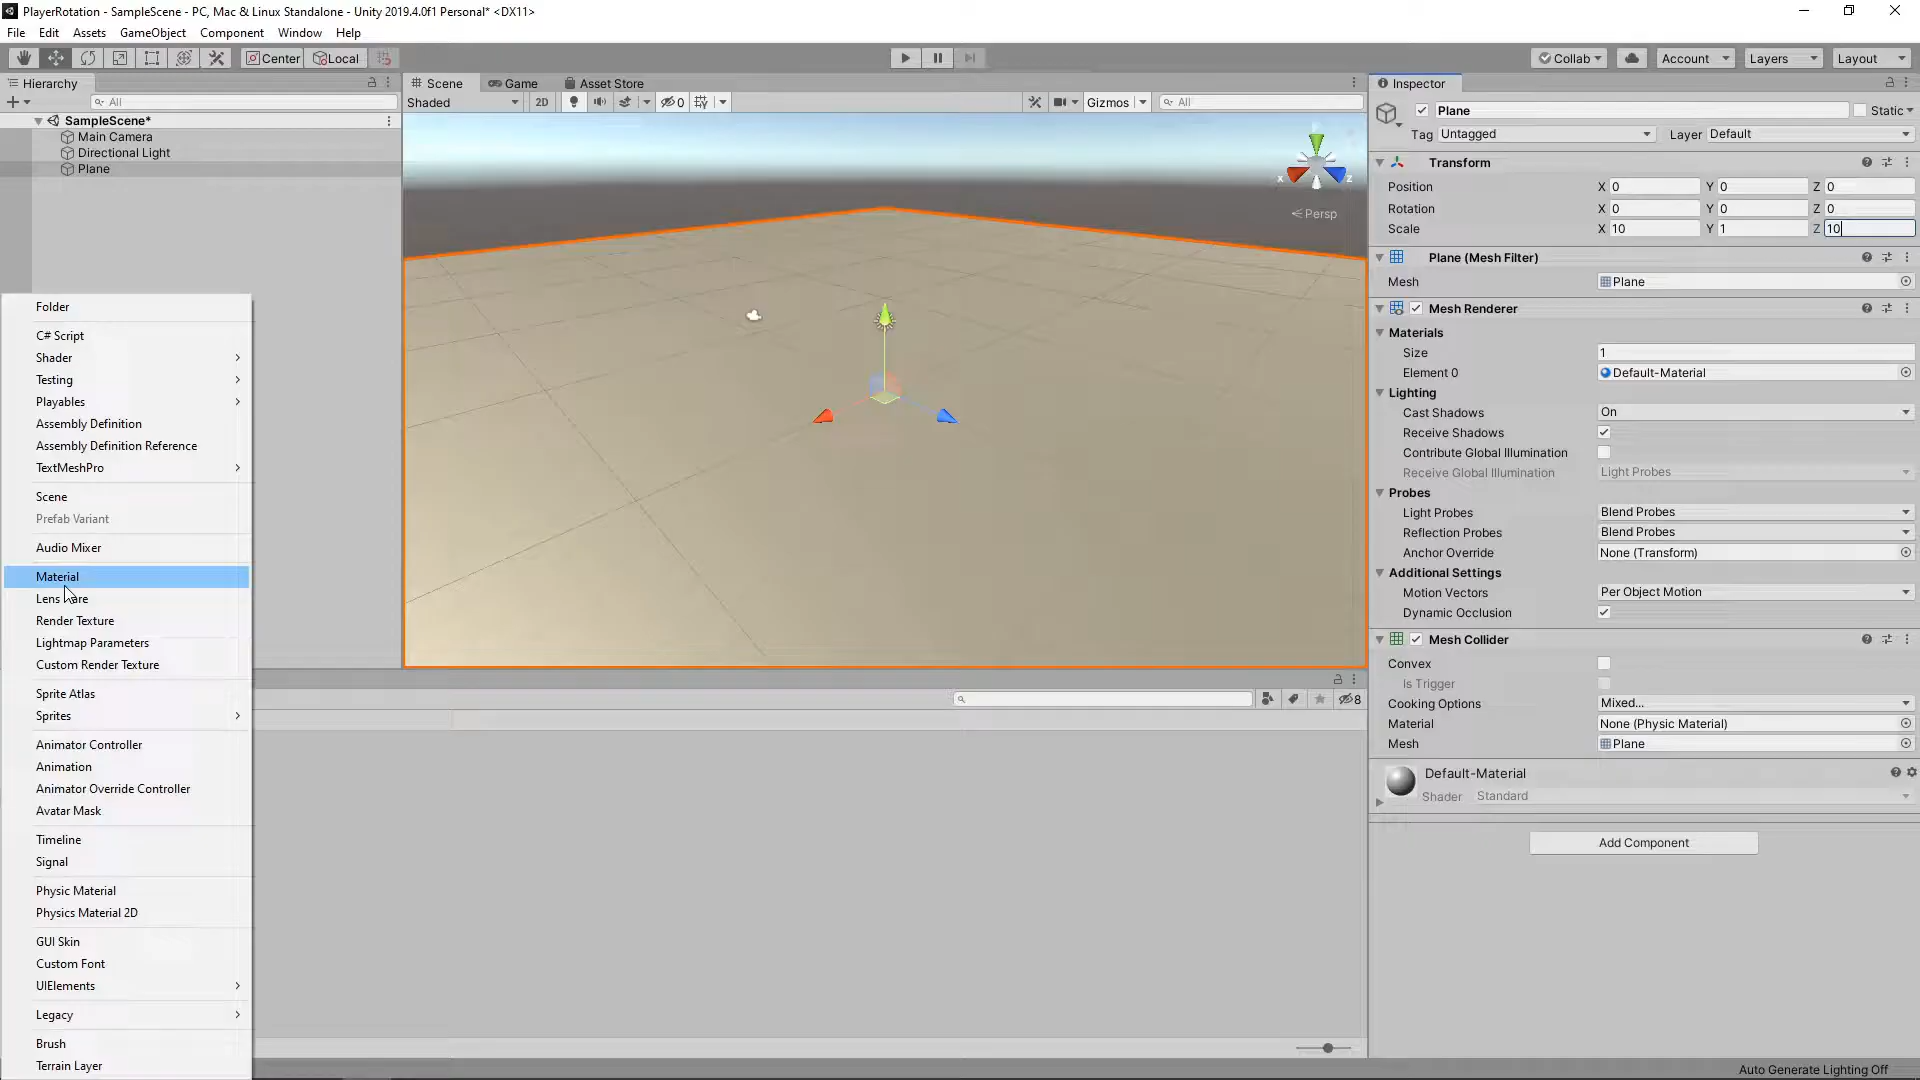 PlayerRotation - SampleScene - PC, Mac & Linux Standalone - Unity 2019.4.0f1 Personal* <DX11>
File Edit Assets GameObject Component Window Help
Center Local Collab Account Layers Layout
Hierarchy
All
SampleScene*
Main Camera
Directional Light
Plane
Scene Game Asset Store
Shaded 2D 0 Gizmos All
x z
Persp
Folder
C# Script
Shader
Testing
Playables
Assembly Definition
Assembly Definition Reference
TextMeshPro
Scene
Prefab Variant
Audio Mixer
Material
Render Texture
Lightmap Parameters
Custom Render Texture
Sprite Atlas
Sprites
Animator Controller
Animation
Animator Override Controller
Avatar Mask
Timeline
Signal
Physic Material
Physics Material 2D
GUI Skin
Custom Font
UIElements
Legacy
Brush
Terrain Layer
8
Inspector
Plane Static
Tag Untagged Layer Default
Transform
Position X 0 Y 0 Z 0
Rotation X 0 Y 0 Z 0
Scale X 10 Y 1 Z 10
Plane (Mesh Filter)
Mesh Plane
Mesh Renderer
Materials
Size 1
Element 0 Default-Material
Lighting
Cast Shadows On
Receive Shadows
Contribute Global Illumination
Receive Global Illumination Light Probes
Probes
Light Probes Blend Probes
Reflection Probes Blend Probes
Anchor Override None (Transform)
Additional Settings
Motion Vectors Per Object Motion
Dynamic Occlusion
Mesh Collider
Convex
Is Trigger
Cooking Options Mixed...
Material None (Physic Material)
Mesh Plane
Default-Material
Shader Standard
Add Component
Auto Generate Lighting Off